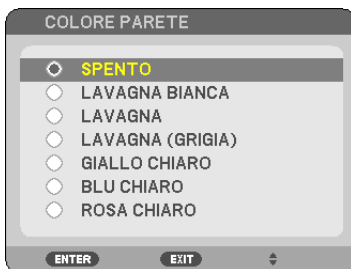 COLORE PARETE
SPENTO
LAVAGNA BIANCA
LAVAGNA
LAVAGNA (GRIGIA)
GIALLO CHIARO
BLU CHIARO
ROSA CHIARO
ENTER EXIT